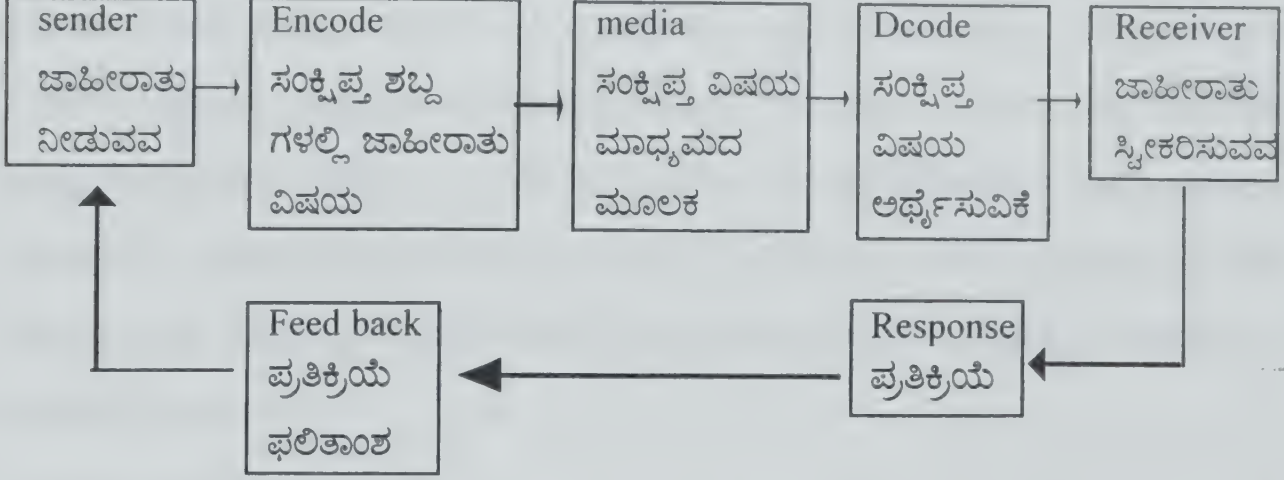 sender
ಜಾಹೀರಾತು
ನೀಡುವವ
Encode
ಸಂಕ್ಷಿಪ್ತ ಶಬ್ದ
ಗಳಲ್ಲಿ ಜಾಹೀರಾತು
ವಿಷಯ
media
ಸಂಕ್ಷಿಪ್ತ ವಿಷಯ
ಮಾಧ್ಯಮದ
ಮೂಲಕ
Dcode
ಸಂಕ್ಷಿಪ್ತ
ವಿಷಯ
ಅರ್ಥೈಸುವಿಕೆ
Receiver
ಜಾಹೀರಾತು
ಸ್ವೀಕರಿಸುವವ
Response
ಪ್ರತಿಕ್ರಿಯೆ
Feed back
ಪ್ರತಿಕ್ರಿಯೆ
ಫಲಿತಾಂಶ